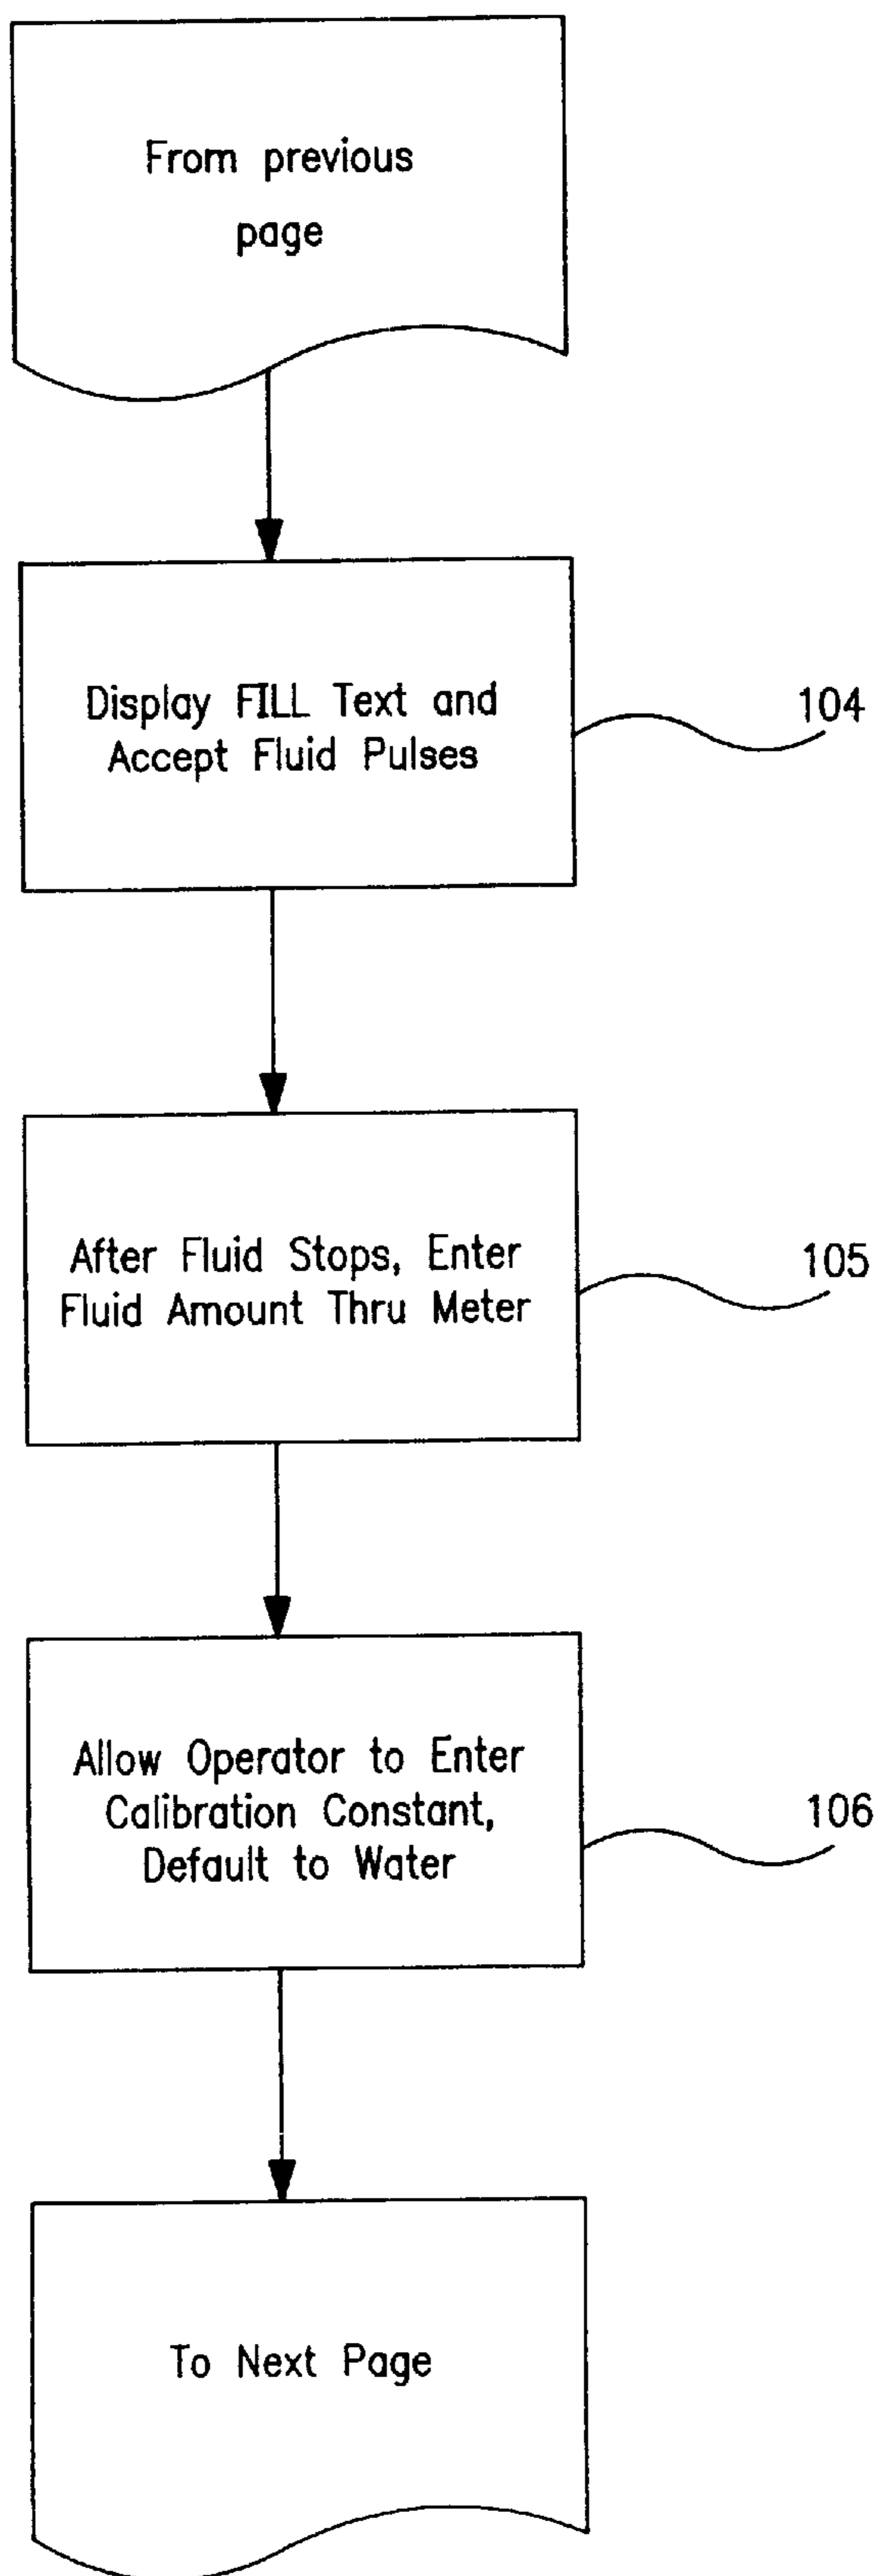 From previous
page
Display FILL Text and
Accept Fluid Pulses
104
After Fluid Stops, Enter
Fluid Amount Thru Meter
105
Allow Operator to Enter
Calibration Constant,
Default to Water
106
To Next Page